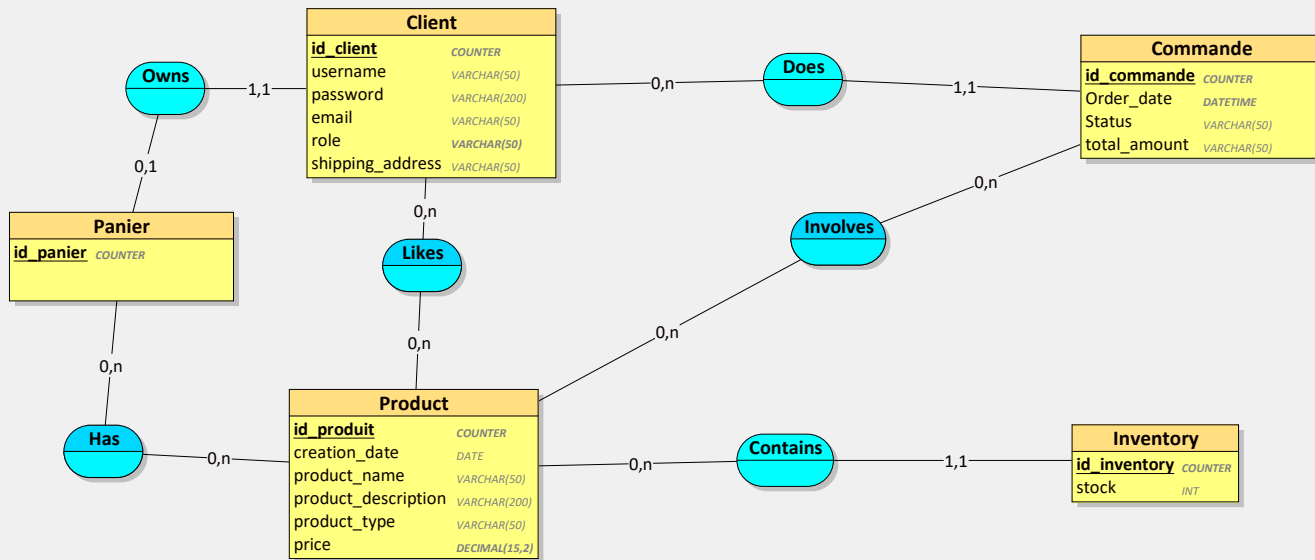 Client
id_client COUNTER
username VARCHAR(50)
password VARCHAR(200)
email VARCHAR(50)
role VARCHAR(50)
shipping_address VARCHAR(50)
Owns
1,1
0,n
Does
1,1
Commande
id_commande COUNTER
Order_date DATETIME
Status VARCHAR(50)
total_amount VARCHAR(50)
0,1
0,n
0,n
Panier
id_panier COUNTER
Likes
Involves
0,n
0,n
0,n
Has
0,n
Product
id_produit COUNTER
creation_date DATE
product_name VARCHAR(50)
product_description VARCHAR(200)
product_type VARCHAR(50)
price DECIMAL(15,2)
0,n
Contains
1,1
Inventory
id_inventory COUNTER
stock INT